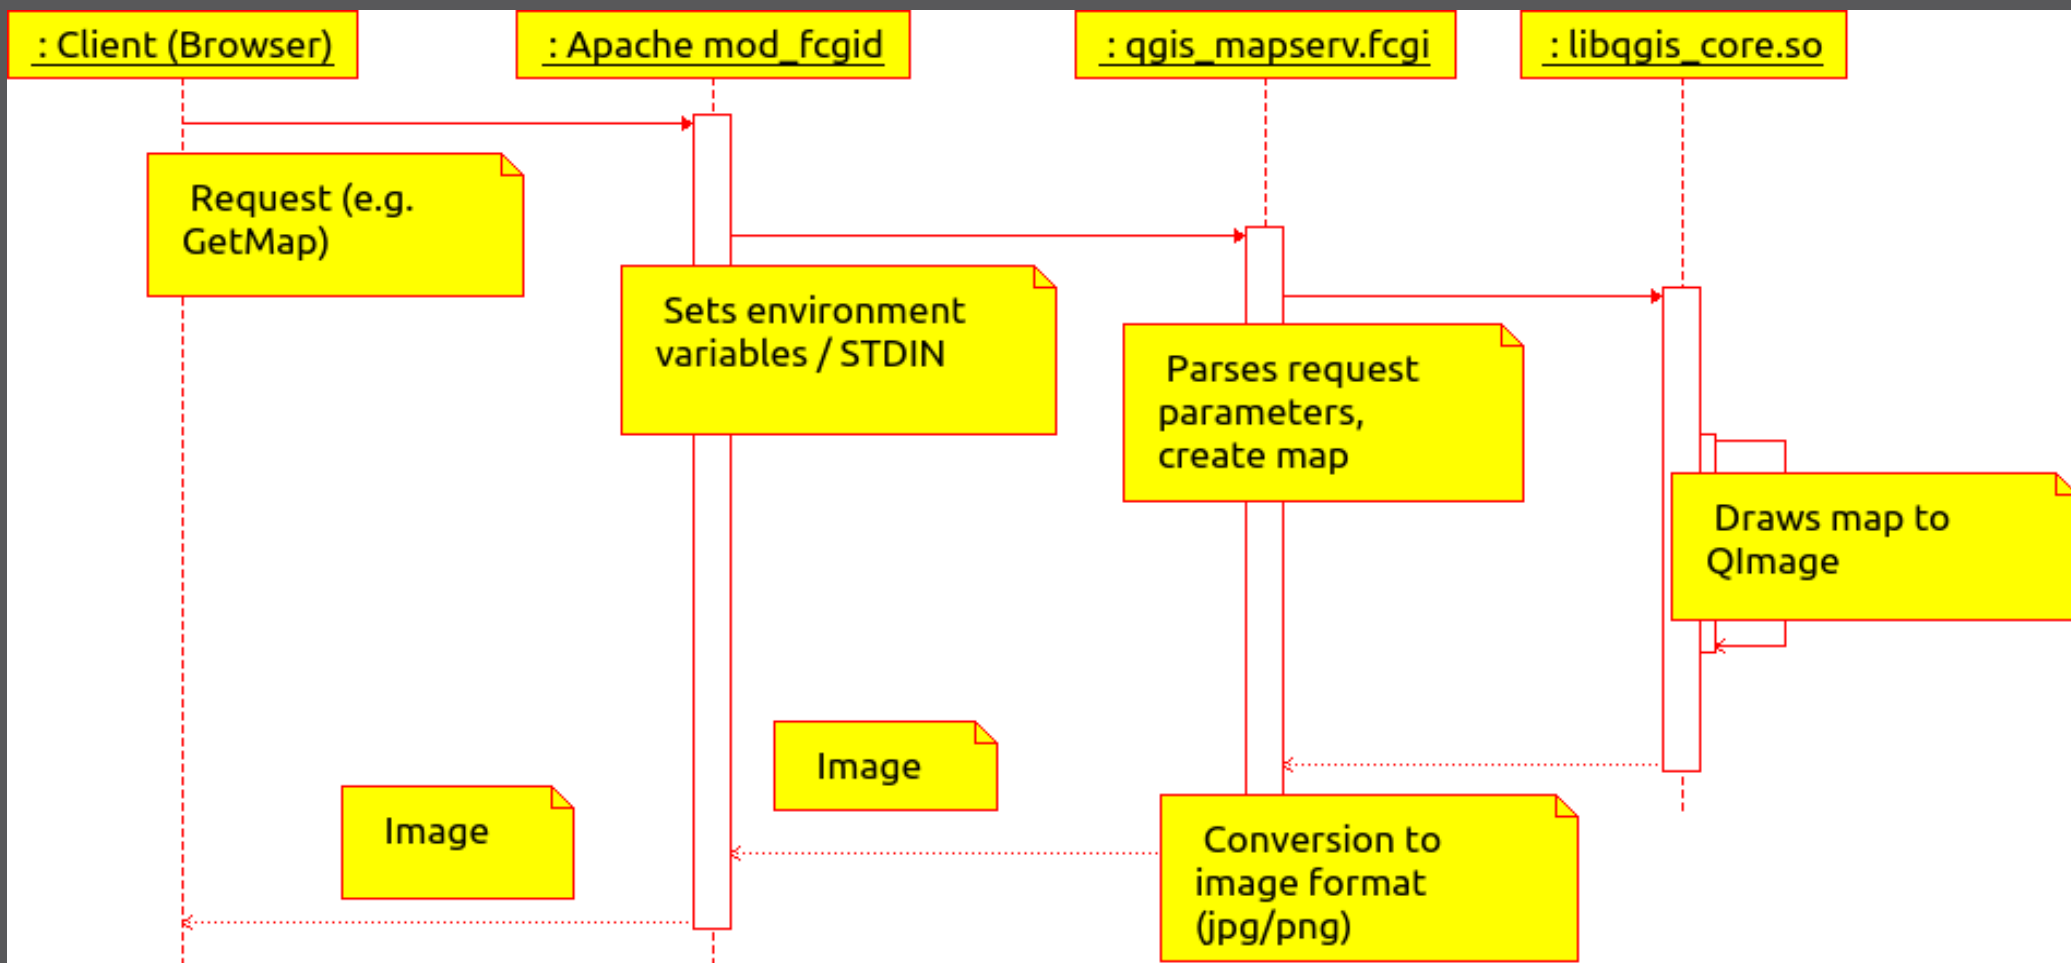 : Client (Browser)
: Apache mod_fcgid
: qgis_mapserv.fcgi
: libqgis_core.so
Request (e.g.
GetMap)
Sets environment
variables / STDIN
Parses request
parameters,
create map
Draws map to
QImage
Image
Image
Conversion to
image format
(jpg/png)